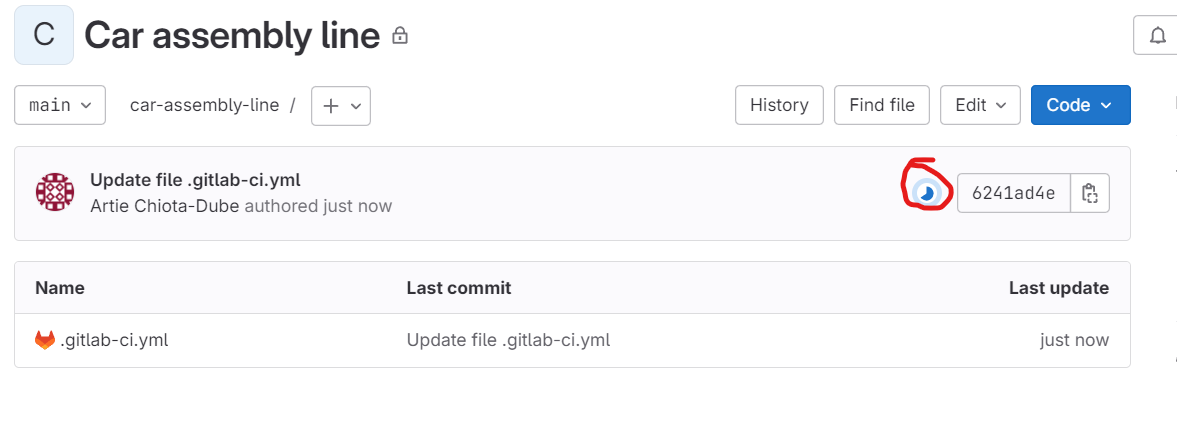 C Car assembly line
main car-assembly-line / + History Find file Edit Code
Update file .gitlab-ci.yml
Artie Chiota-Dube authored just now
6241ad4e
Name Last commit Last update
.gitlab-ci.yml Update file .gitlab-ci.yml just now